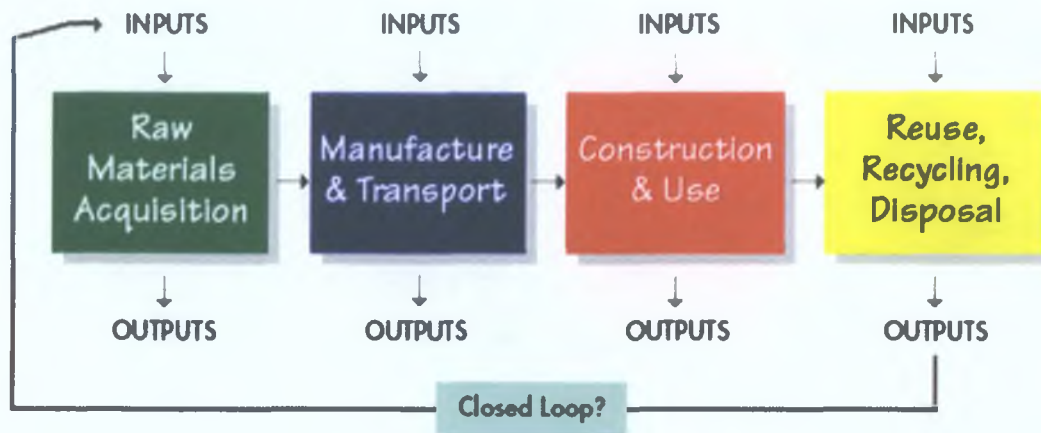 INPUTS INPUTS INPUTS INPUTS
Raw
Materials
Acquisition
Manufacture
& Transport
Construction
& Use
Reuse,
Recycling,
Disposal
OUTPUTS OUTPUTS OUTPUTS OUTPUTS
Closed Loop?